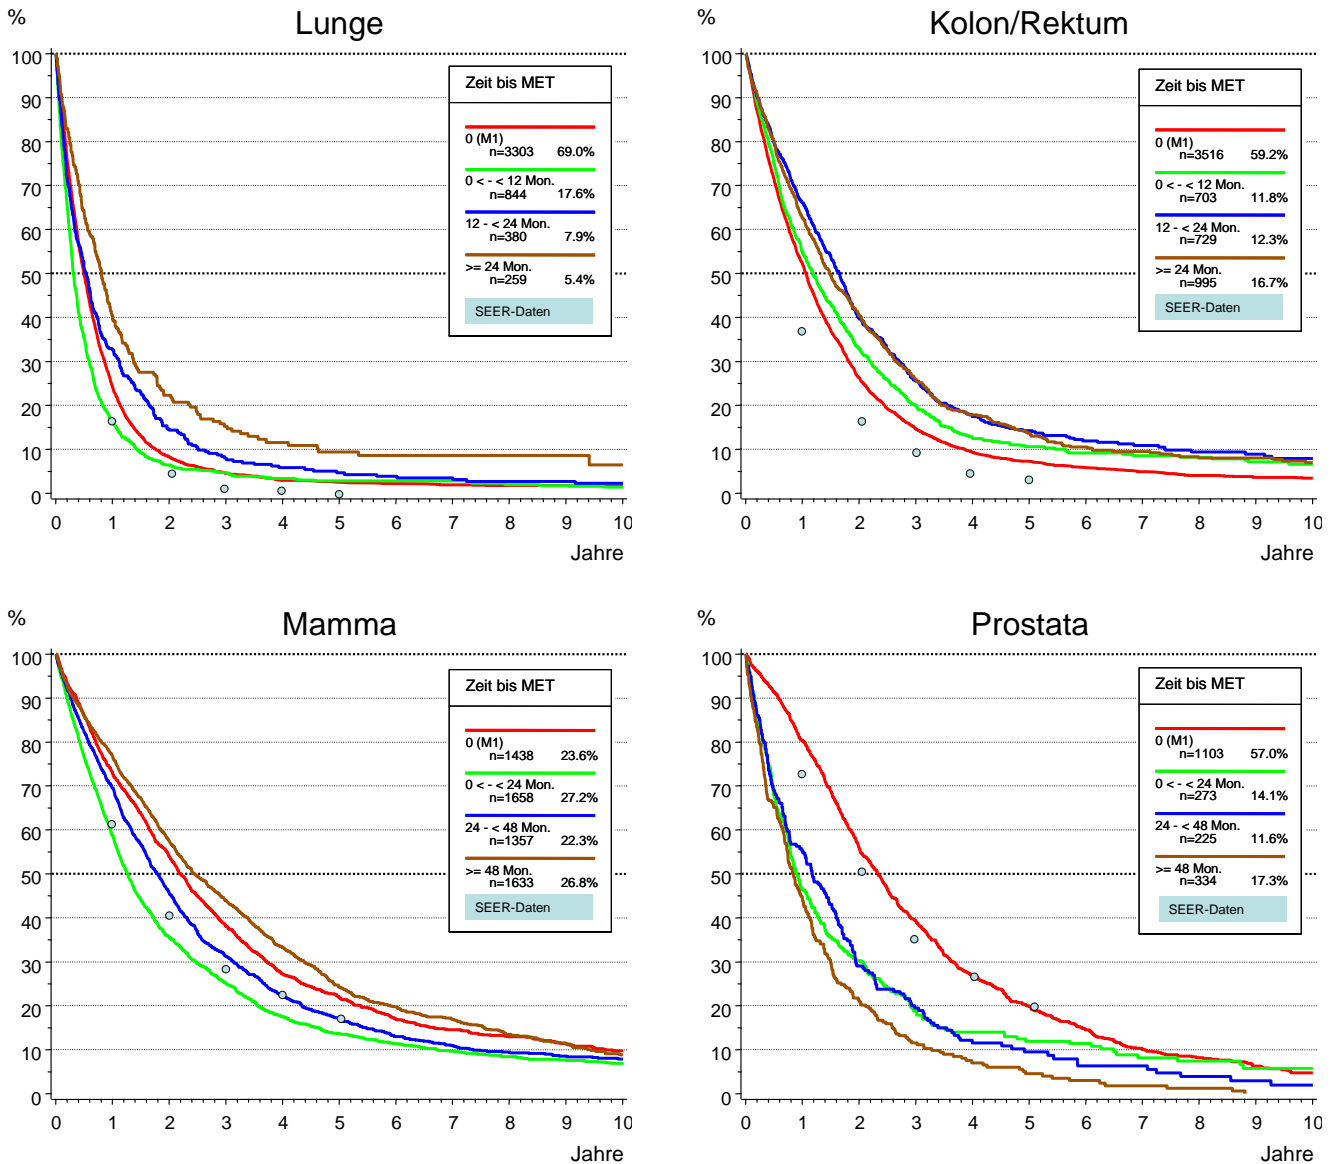 %
Lunge
100
90
80
70
60
50
40
30
20
10
0
0 1 2 3 4 5 6 7 8 9 10
Jahre
Zeit bis MET
0 (M1)
n=3303 69.0%
0 < - < 12 Mon.
n=844 17.6%
12 - < 24 Mon.
n=380 7.9%
>= 24 Mon.
n=259 5.4%
SEER-Daten
%
Kolon/Rektum
100
90
80
70
60
50
40
30
20
10
0
0 1 2 3 4 5 6 7 8 9 10
Jahre
Zeit bis MET
0 (M1)
n=3516 59.2%
0 < - < 12 Mon.
n=703 11.8%
12 - < 24 Mon.
n=729 12.3%
>= 24 Mon.
n=995 16.7%
SEER-Daten
%
Mamma
100
90
80
70
60
50
40
30
20
10
0
0 1 2 3 4 5 6 7 8 9 10
Jahre
Zeit bis MET
0 (M1)
n=1438 23.6%
0 < - < 24 Mon.
n=1658 27.2%
24 - < 48 Mon.
n=1357 22.3%
>= 48 Mon.
n=1633 26.8%
SEER-Daten
%
Prostata
100
90
80
70
60
50
40
30
20
10
0
0 1 2 3 4 5 6 7 8 9 10
Jahre
Zeit bis MET
0 (M1)
n=1103 57.0%
0 < - < 24 Mon.
n=273 14.1%
24 - < 48 Mon.
n=225 11.6%
>= 48 Mon.
n=334 17.3%
SEER-Daten